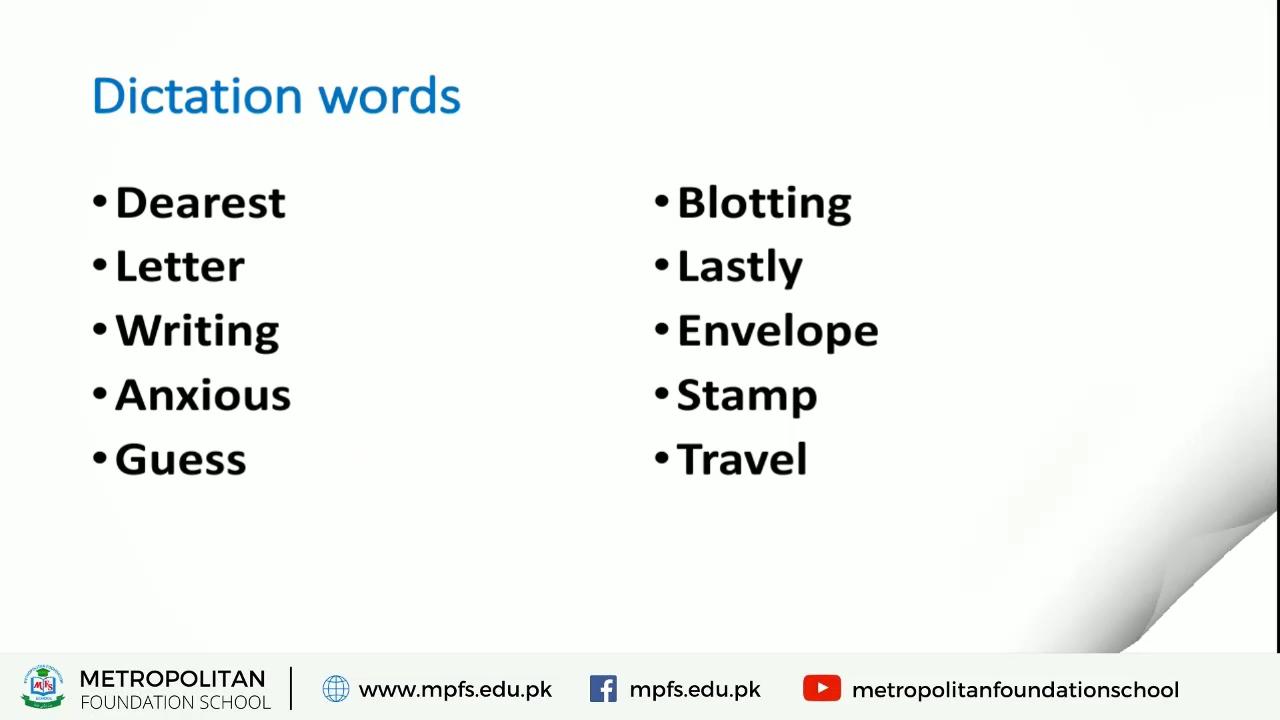 Dictation words
• Dearest
• Letter
• Writing
• Anxious
• Guess
• Blotting
• Lastly
• Envelope
• Stamp
• Travel
METROPOLITAN
FOUNDATION SCHOOL
www.mpfs.edu.pk
mpfs.edu.pk
metropolitanfoundationschool